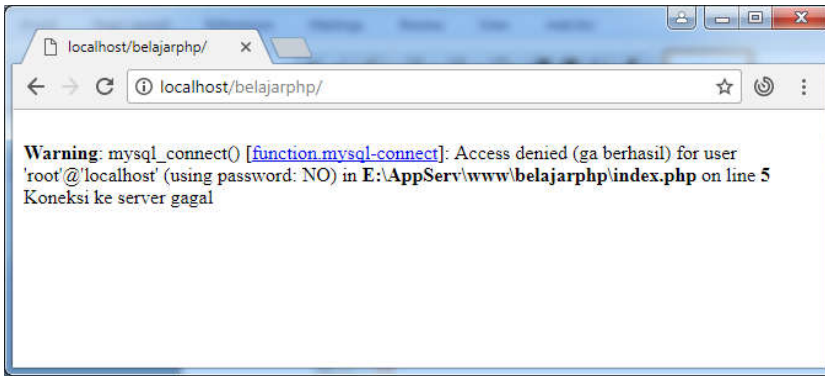 localhost/belajarphp/
localhost/belajarphp/
Warning: mysql_connect() [function.mysql-connect]: Access denied (ga berhasil) for user
'root'@'localhost' (using password: NO) in E:\AppServ\www\belajarphp\index.php on line 5
Koneksi ke server gagal